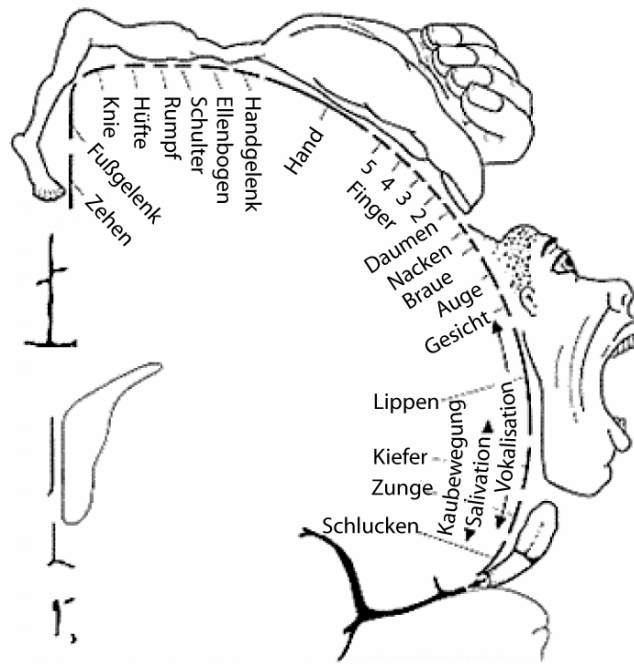 Zehen
Fußgelenk
Knie
Hüfte
Rumpf
Schulter
Ellenbogen
Handgelenk
Hand
5
4
3
2
Finger
Daumen
Nacken
Braue
Auge
Gesicht
Lippen
Kiefer
Zunge
Schlucken
Kaubewegung
Salivation
Vokalisation